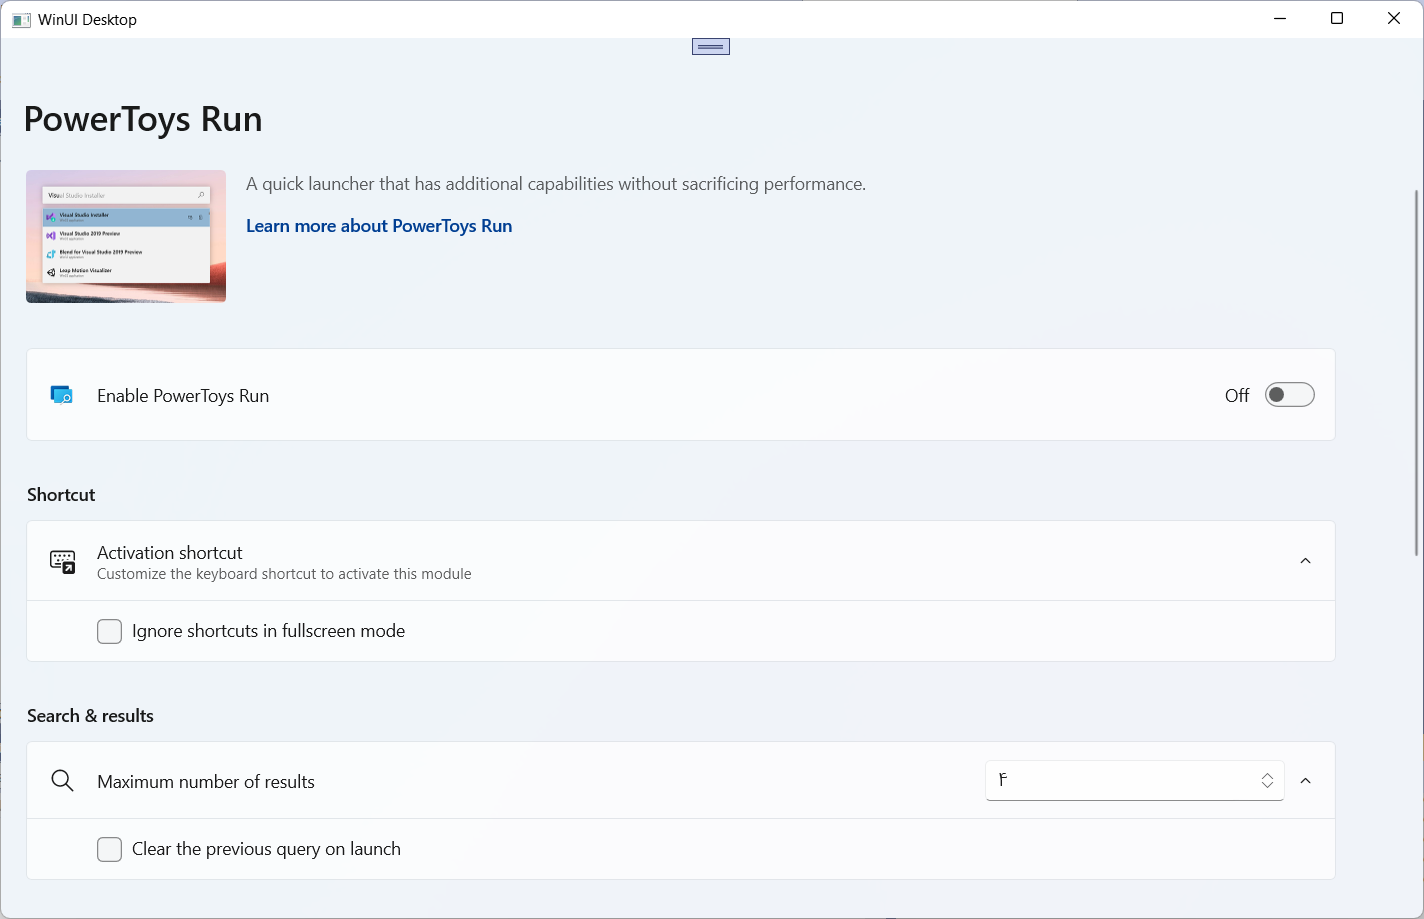 WinUI Desktop
PowerToys Run
A quick launcher that has additional capabilities without sacrificing performance.
Learn more about PowerToys Run
Visual Studio Installer
Visual Studio Installer
Visual Studio 2019 Preview
Blend for Visual Studio 2019 Preview
Leap Motion Visualizer
Enable PowerToys Run
Off
Shortcut
Activation shortcut
Customize the keyboard shortcut to activate this module
Ignore shortcuts in fullscreen mode
Search & results
Maximum number of results
۴
Clear the previous query on launch